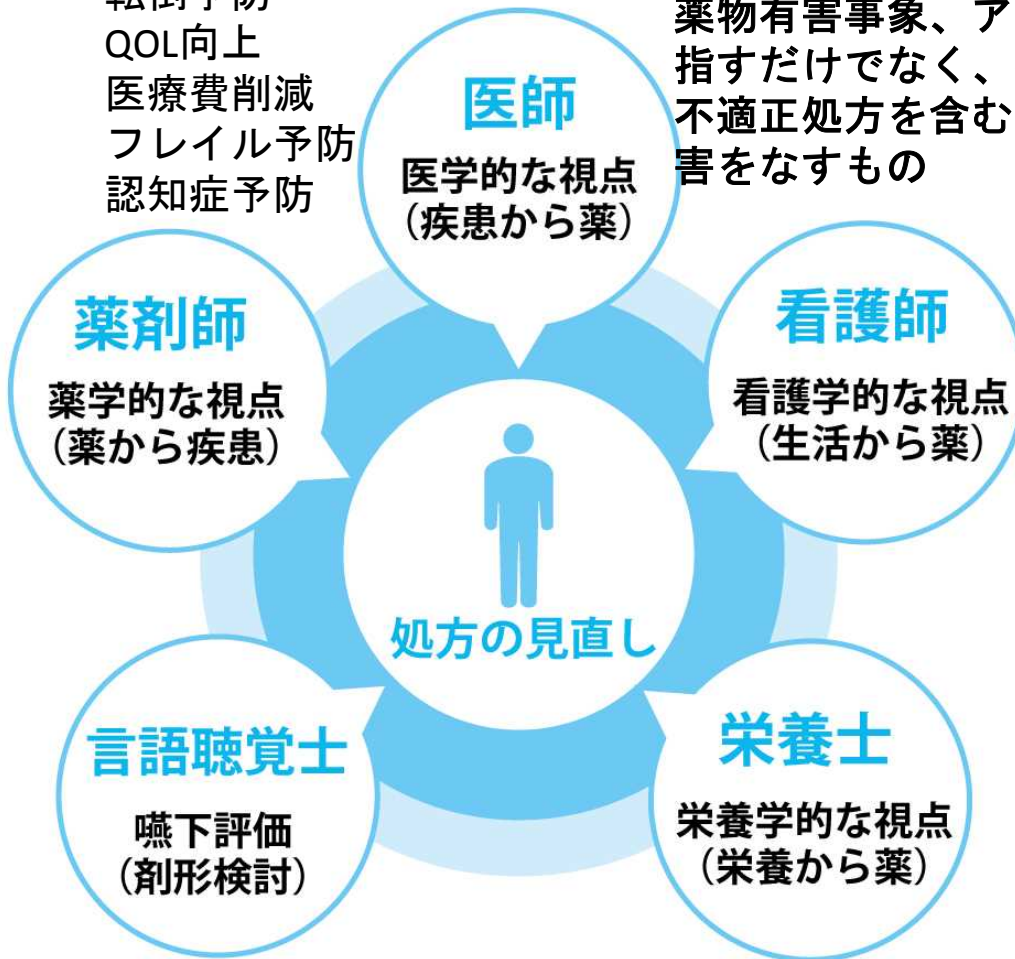 転倒予防
QOL向上
医療費削減
フレイル予防
認知症予防
薬物有害事象、ア
指すだけでなく、
不適正処方を含む
害をなすもの
医師
医学的な視点
（疾患から薬）
薬剤師
薬学的な視点
（薬から疾患）
看護師
看護学的な視点
（生活から薬）
処方の見直し
言語聴覚士
嚥下評価
（剤形検討）
栄養士
栄養学的な視点
（栄養から薬）